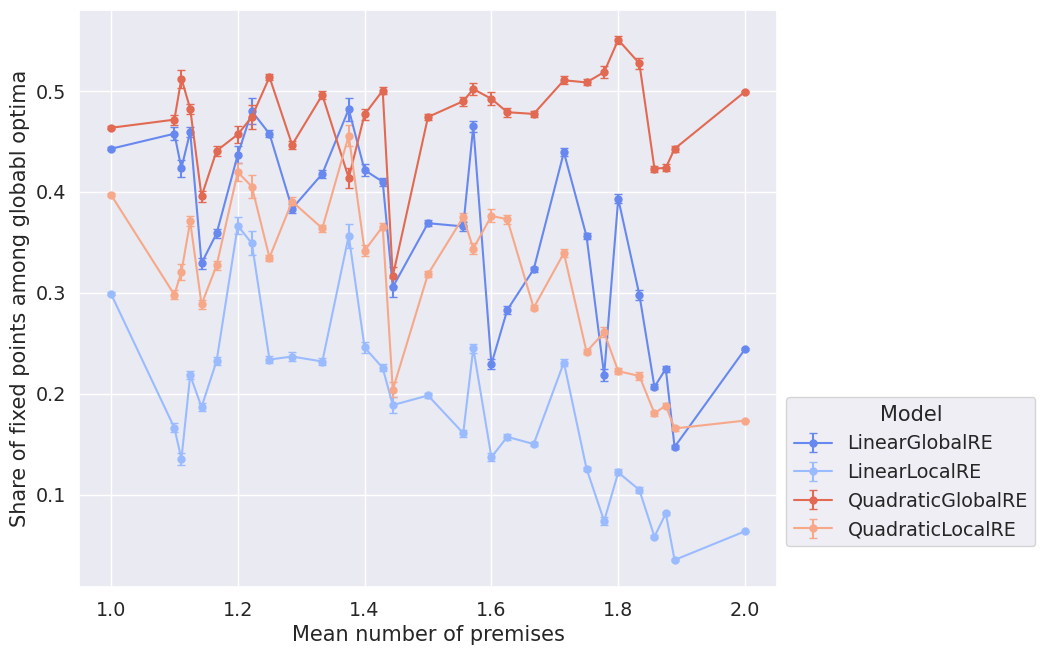 Share of fixed points among globabl optima
0.5
0.4
0.3
0.2
0.1
1.0 1.2 1.4 1.6 1.8 2.0
Mean number of premises
Model
LinearGlobalRE
LinearLocalRE
QuadraticGlobalRE
QuadraticLocalRE